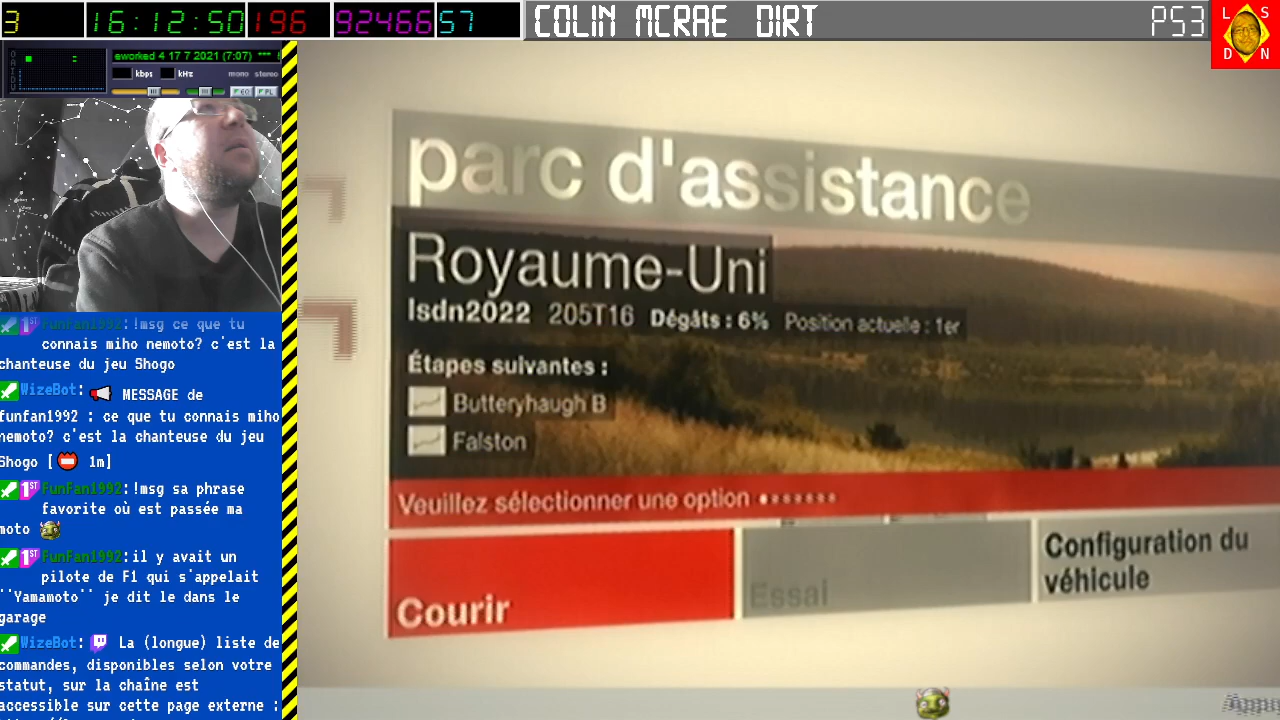 3 16:12:50 196 92466 57 COLIN MCRAE DIRT PS3
L S
D N
eworked 4 17 7 2021 (7:07) ***
kbps kHz mono stereo
EQ PL
FunFan1992: !msg ce que tu
connais miho nemoto? c'est la
chanteuse du jeu Shogo
WizeBot: MESSAGE de
funfan1992 : ce que tu connais miho
nemoto? c'est la chanteuse du jeu
Shogo [ 1m]
FunFan1992: !msg sa phrase
favorite où est passée ma
moto
FunFan1992: il y avait un
pilote de F1 qui s'appelait
''Yamamoto'' je dit le dans le
garage
WizeBot: La (longue) liste de
commandes, disponibles selon votre
statut, sur la chaîne est
accessible sur cette page externe :
parc d'assistance
Royaume-Uni
lsdn2022 205T16 Dégâts : 6% Position actuelle : 1er
Étapes suivantes :
Butteryhaugh B
Falston
Veuillez sélectionner une option
Courir
Essai
Configuration du
véhicule